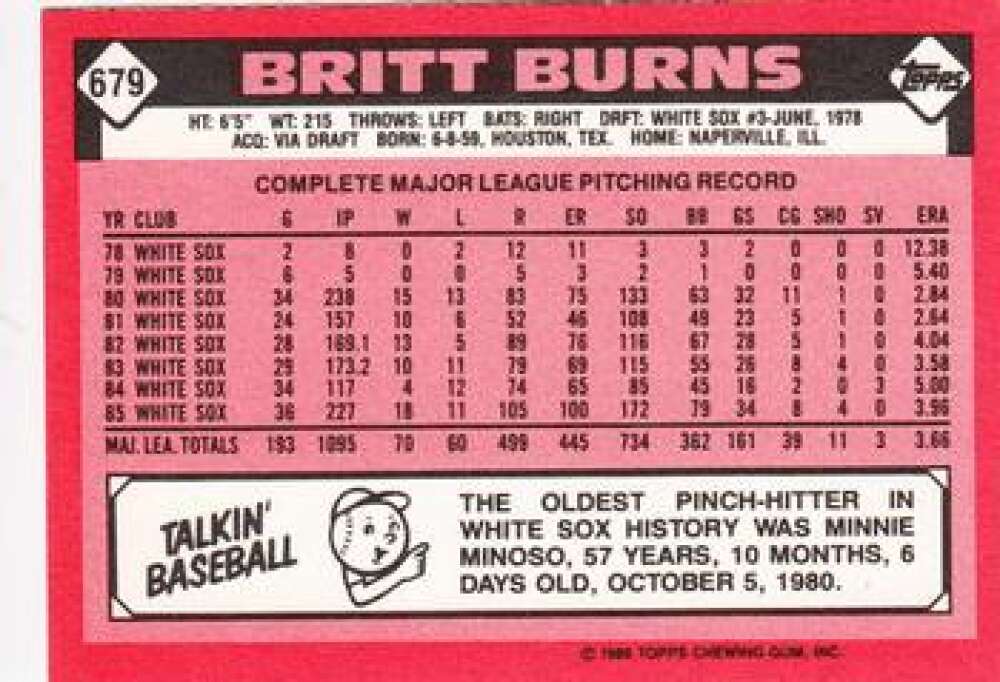 679
BRITT BURNS
TOPPS
HT: 6'5" WT: 215 THROWS: LEFT BATS: RIGHT DRFT: WHITE SOX #3-JUNE, 1978
ACQ: VIA DRAFT BORN: 6-8-59, HOUSTON, TEX. HOME: NAPERVILLE, ILL.
COMPLETE MAJOR LEAGUE PITCHING RECORD
YR CLUB G IP W L R ER SO BB GS CG SHO SV ERA
78 WHITE SOX 2 8 0 2 12 11 3 3 2 0 0 0 12.38
79 WHITE SOX 6 5 0 0 5 3 2 1 0 0 0 0 5.40
80 WHITE SOX 34 238 15 13 83 75 133 63 32 11 1 0 2.84
81 WHITE SOX 24 157 10 6 52 46 108 49 23 5 1 0 2.64
82 WHITE SOX 28 169.1 13 5 89 76 116 67 28 5 1 0 4.04
83 WHITE SOX 29 173.2 10 11 79 69 115 55 26 8 4 0 3.58
84 WHITE SOX 34 117 4 12 74 65 85 45 16 2 0 3 5.00
85 WHITE SOX 36 227 18 11 105 100 172 79 34 8 4 0 3.96
MAJ. LEA. TOTALS 193 1095 70 60 499 445 734 362 161 39 11 3 3.66
TALKIN'
BASEBALL
THE OLDEST PINCH-HITTER IN
WHITE SOX HISTORY WAS MINNIE
MINOSO, 57 YEARS, 10 MONTHS, 6
DAYS OLD, OCTOBER 5, 1980.
© 1986 TOPPS CHEWING GUM, INC.